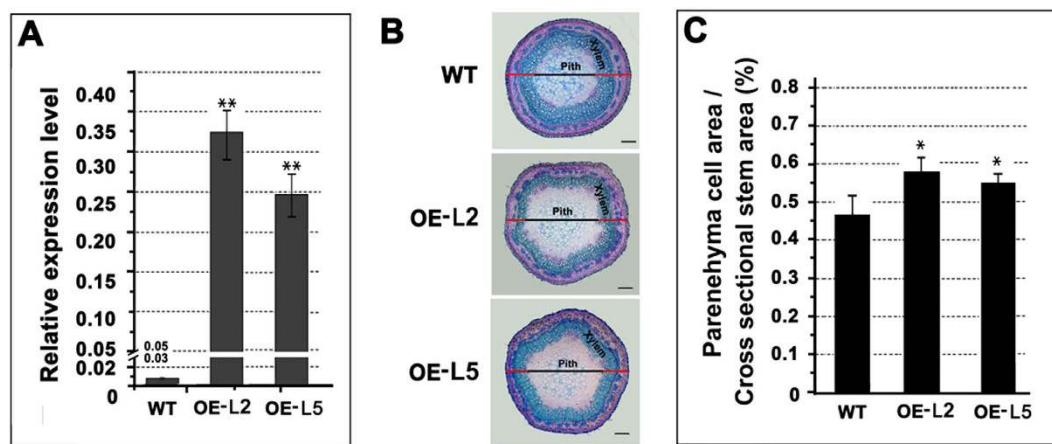 A
Relative expression level
0.40
0.35
0.30
0.25
0.20
0.15
0.10
0.05
0.05
0.03
0.02
0
**
**
WT
OE-L2
OE-L5
B
WT
Pith
Xylem
OE-L2
Pith
Xylem
OE-L5
Pith
Xylem
C
Parenehyma cell area /
Cross sectional stem area (%)
0.8
0.7
0.6
0.5
0.4
0.3
0.2
0.1
0
*
*
WT
OE-L2
OE-L5